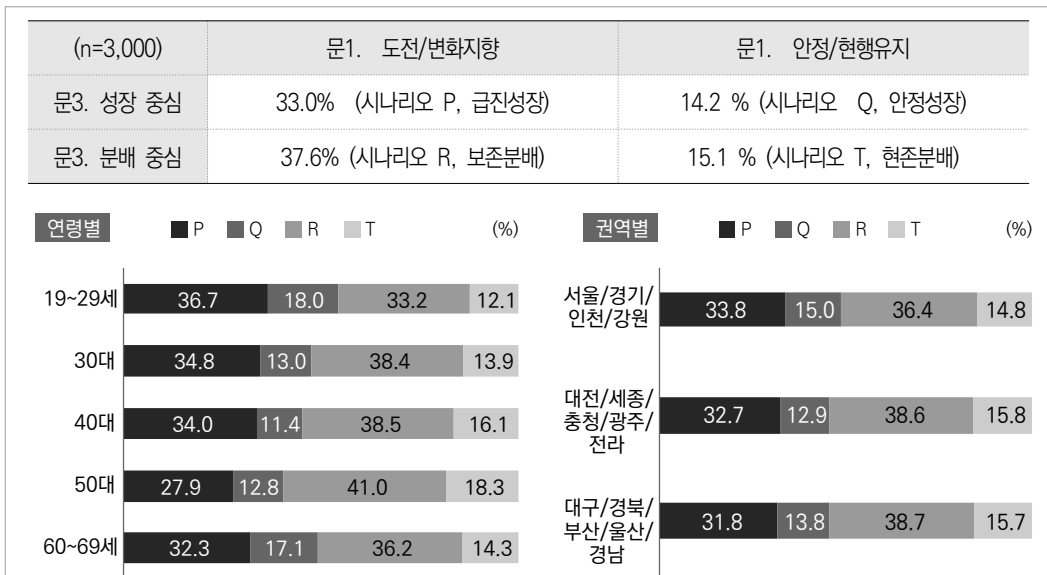 (n=3,000) 문1. 도전/변화지향 문1. 안정/현행유지
문3. 성장 중심 33.0% (시나리오 P, 급진성장) 14.2 % (시나리오 Q, 안정성장)
문3. 분배 중심 37.6% (시나리오 R, 보존분배) 15.1 % (시나리오 T, 현존분배)
연령별 P Q R T (%)
19~29세 36.7 18.0 33.2 12.1
30대 34.8 13.0 38.4 13.9
40대 34.0 11.4 38.5 16.1
50대 27.9 12.8 41.0 18.3
60~69세 32.3 17.1 36.2 14.3
권역별 P Q R T (%)
서울/경기/
인천/강원
33.8 15.0 36.4 14.8
대전/세종/
충청/광주/
전라
32.7 12.9 38.6 15.8
대구/경북/
부산/울산/
경남
31.8 13.8 38.7 15.7